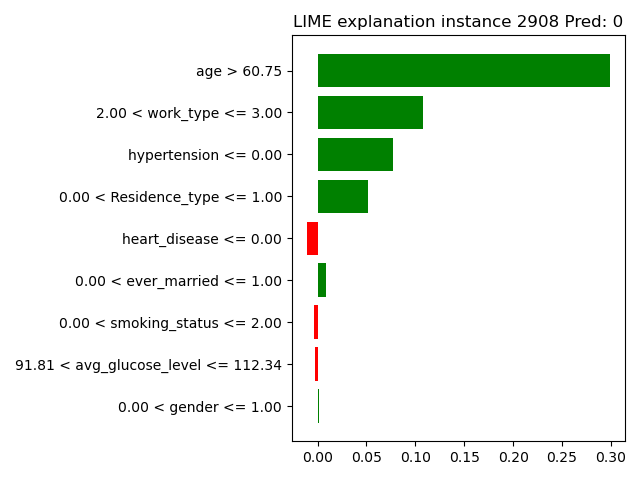 LIME explanation instance 2908 Pred: 0
age > 60.75
2.00 < work_type <= 3.00
hypertension <= 0.00
0.00 < Residence_type <= 1.00
heart_disease <= 0.00
0.00 < ever_married <= 1.00
0.00 < smoking_status <= 2.00
91.81 < avg_glucose_level <= 112.34
0.00 < gender <= 1.00
0.00 0.05 0.10 0.15 0.20 0.25 0.30